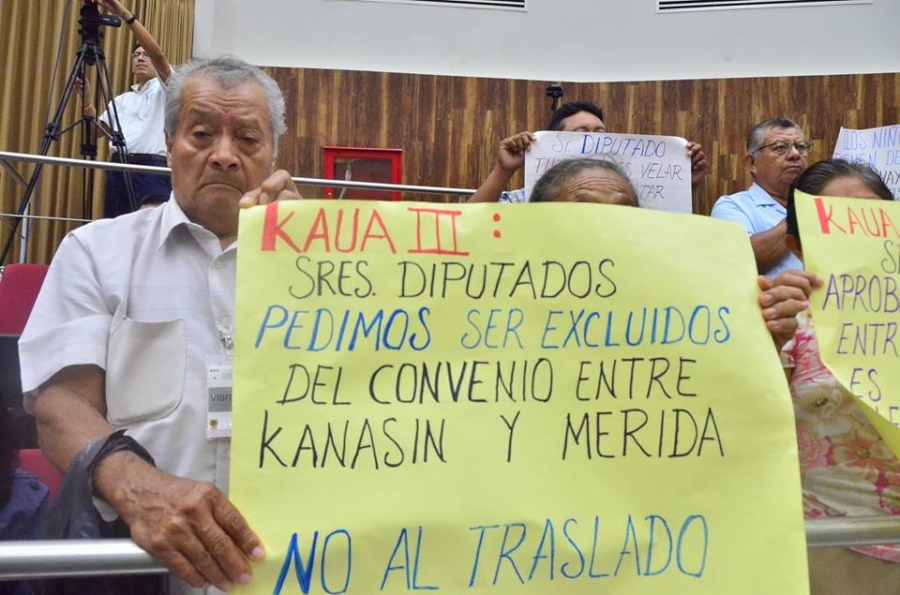 KAUA III:
SRES. DIPUTADOS
PEDIMOS SER EXCLUIDOS
DEL CONVENIO ENTRE
KANASIN Y MERIDA
NO AL TRASLADO
Sr. DIPUTADO
VELAR
LOS
KAUA
APROB
ENTR
ES